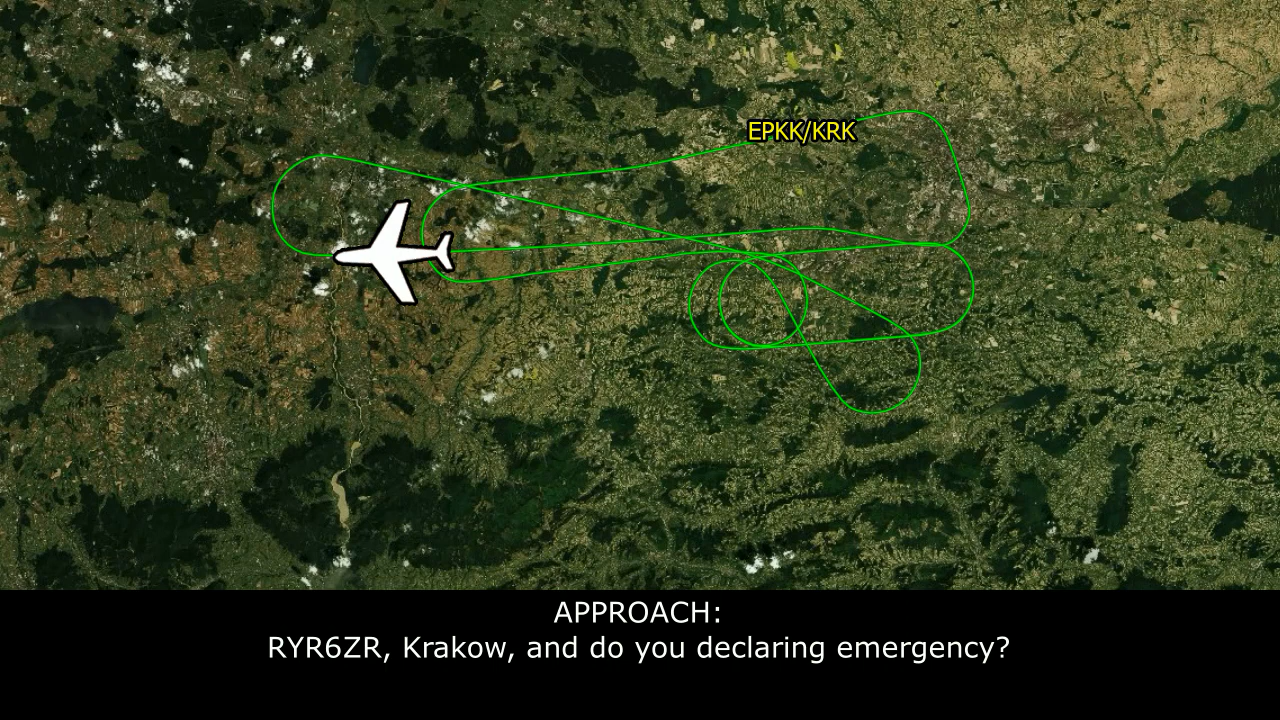 EPKK/KRK
APPROACH:
RYR6ZR, Krakow, and do you declaring emergency?